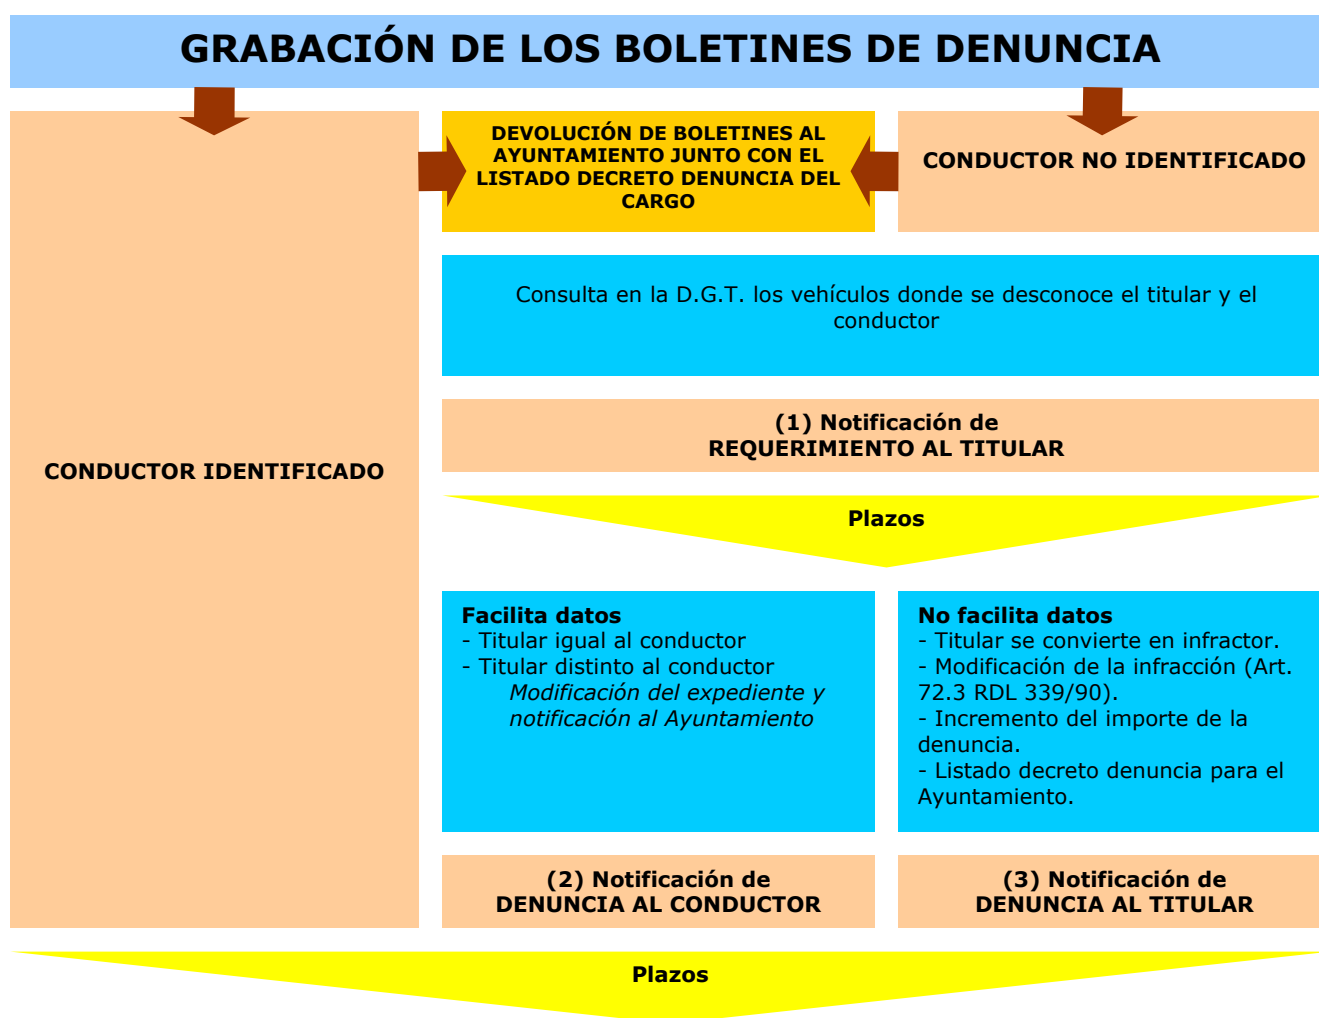 GRABACIÓN DE LOS BOLETINES DE DENUNCIA
DEVOLUCIÓN DE BOLETINES AL
AYUNTAMIENTO JUNTO CON EL
LISTADO DECRETO DENUNCIA DEL
CARGO
CONDUCTOR NO IDENTIFICADO
Consulta en la D.G.T. los vehículos donde se desconoce el titular y el
conductor
(1) Notificación de
REQUERIMIENTO AL TITULAR
CONDUCTOR IDENTIFICADO
Plazos
Facilita datos
- Titular igual al conductor
- Titular distinto al conductor
Modificación del expediente y
notificación al Ayuntamiento
No facilita datos
- Titular se convierte en infractor.
- Modificación de la infracción (Art.
72.3 RDL 339/90).
- Incremento del importe de la
denuncia.
- Listado decreto denuncia para el
Ayuntamiento.
(2) Notificación de
DENUNCIA AL CONDUCTOR
(3) Notificación de
DENUNCIA AL TITULAR
Plazos